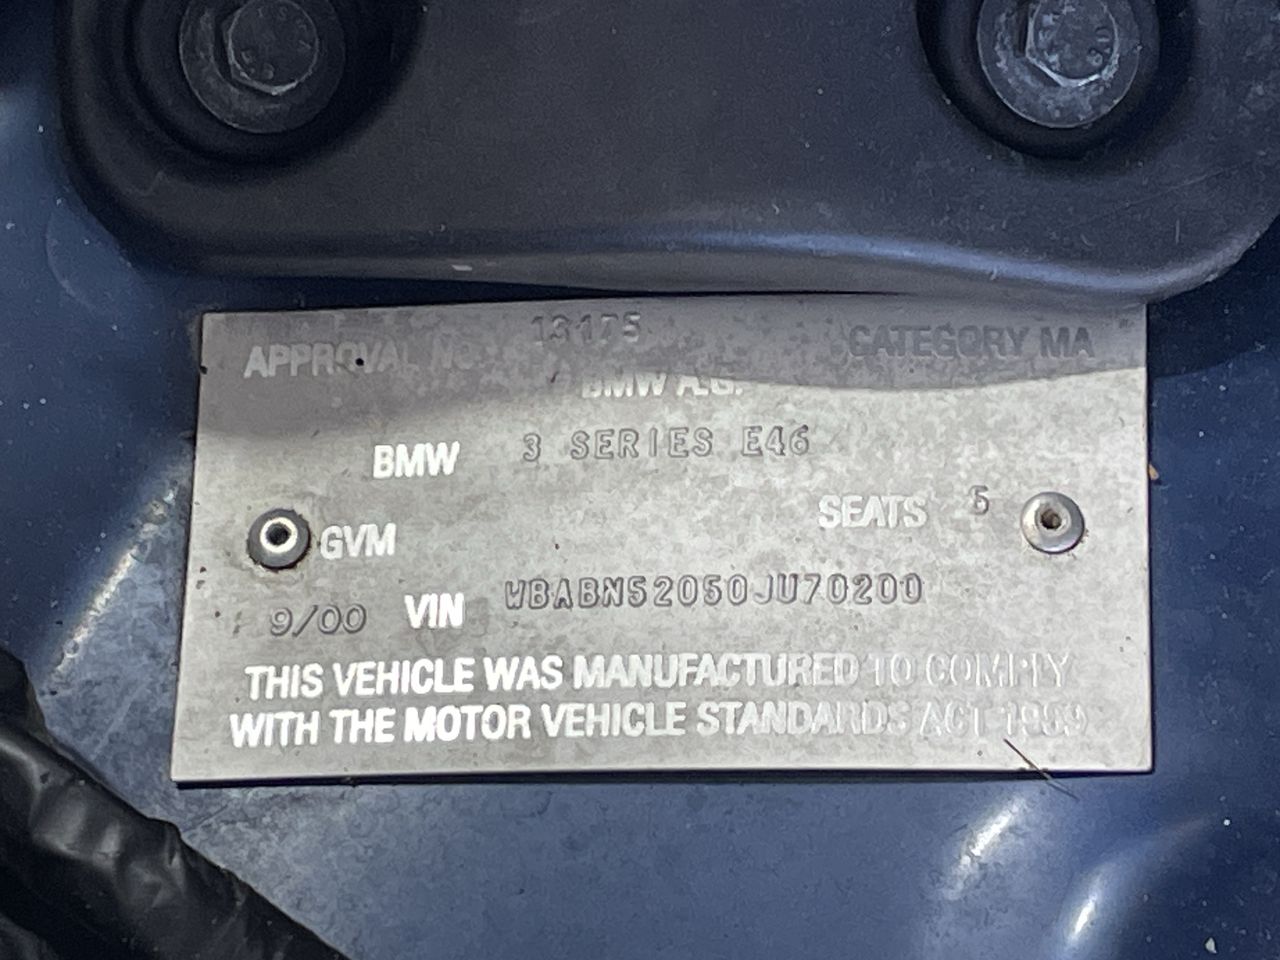 APPROVAL NO. 13175 CATEGORY MA
BMW A.G.
BMW 3 SERIES E46
SEATS 5
GVM
9/00 VIN WBABN52050JU70200
THIS VEHICLE WAS MANUFACTURED TO COMPLY
WITH THE MOTOR VEHICLE STANDARDS ACT 1989